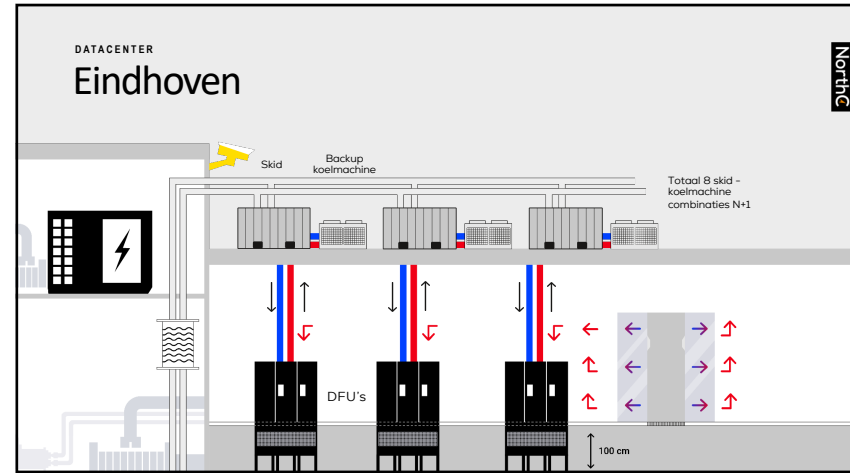 DATACENTER
Eindhoven
NorthC
Skid
Backup
koelmachine
Totaal 8 skid -
koelmachine
combinaties N+1
DFU's
100 cm